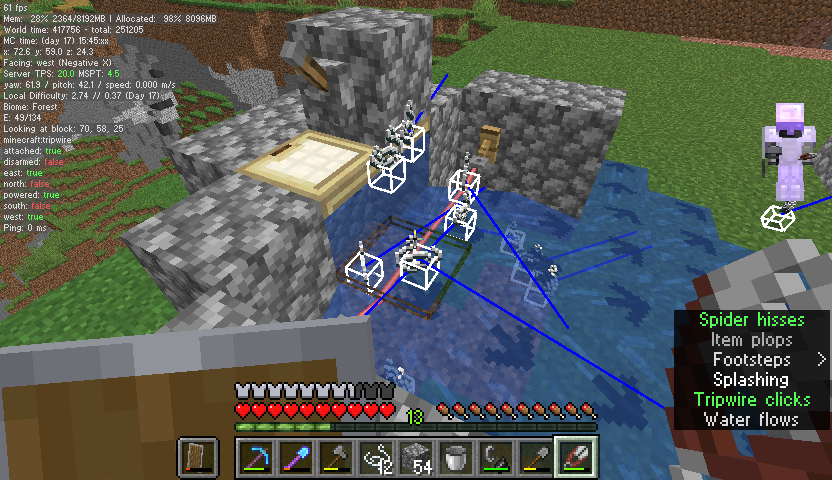 61 fps
Mem: 28% 2364/8192MB | Allocated: 98% 8096MB
World time: 417756 - total: 251205
MC time: (day 17) 15:45:xx
x: 72.6 y: 59.0 z: 24.3
Facing: west (Negative X)
Server TPS: 20.0 MSPT: 4.5
yaw: 61.9 / pitch: 42.1 / speed: 0.000 m/s
Local Difficulty: 2.74 // 0.37 (Day 17)
Biome: Forest
E: 49/134
Looking at block: 70, 58, 25
minecraft:tripwire
attached: true
disarmed: false
east: true
north: false
powered: true
south: false
west: true
Ping: 0 ms
Spider hisses
Item plops
Footsteps >
Splashing
Tripwire clicks
Water flows
13
12
54